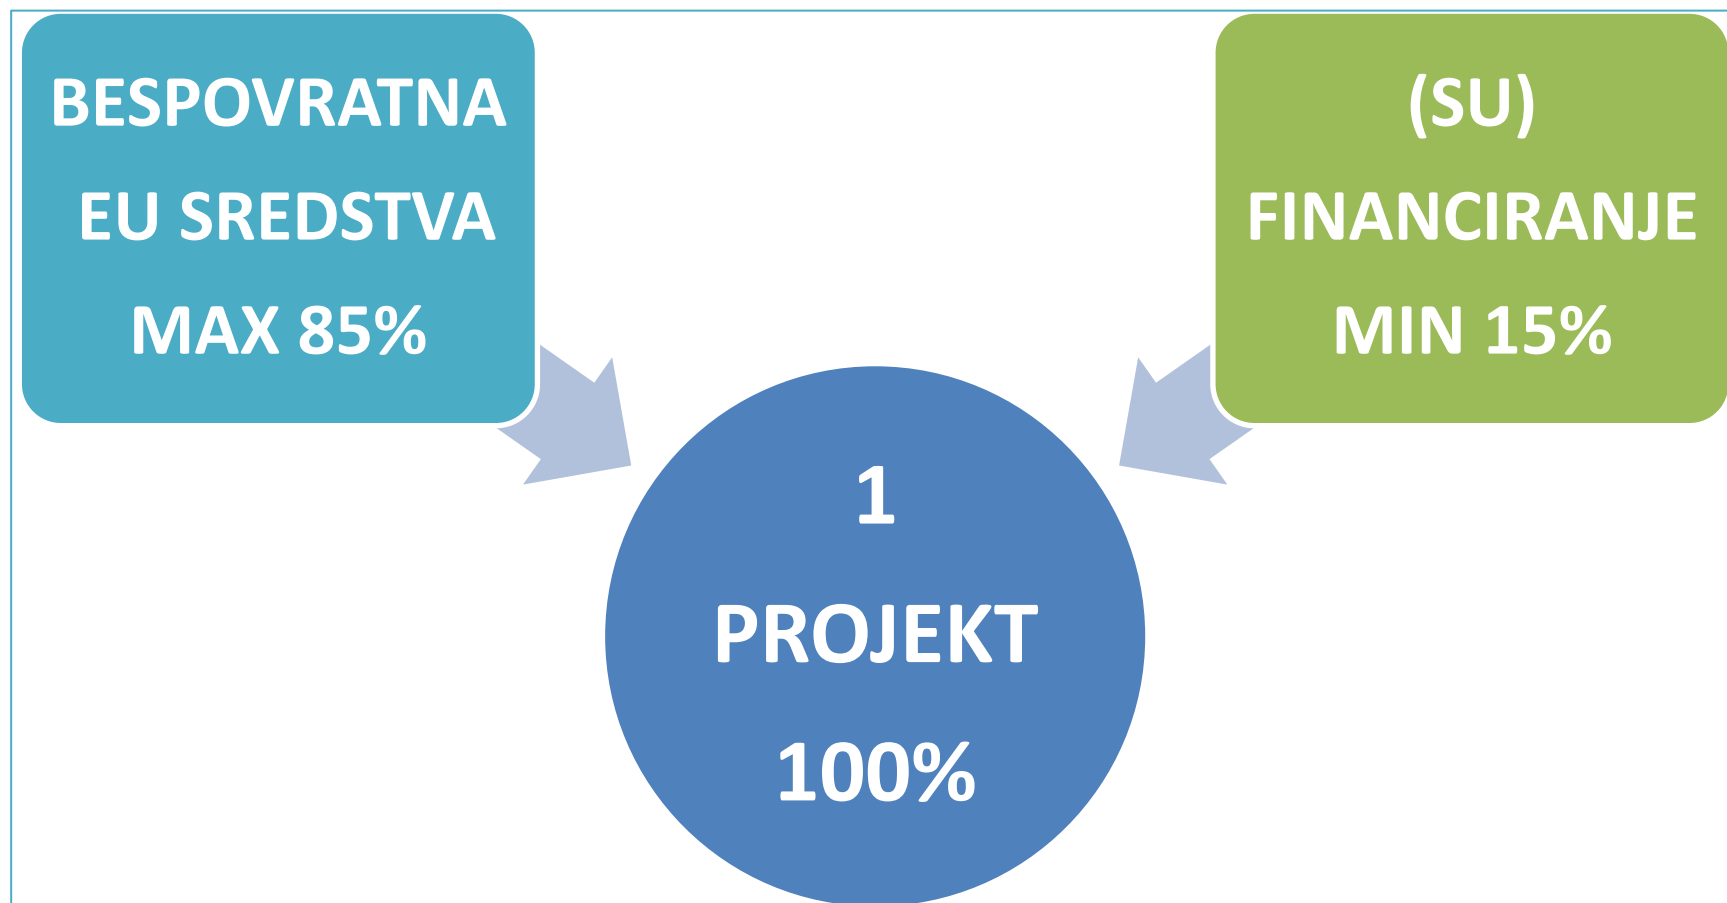 BESPOVRATNA
EU SREDSTVA
MAX 85%
(SU)
FINANCIRANJE
MIN 15%
1
PROJEKT
100%